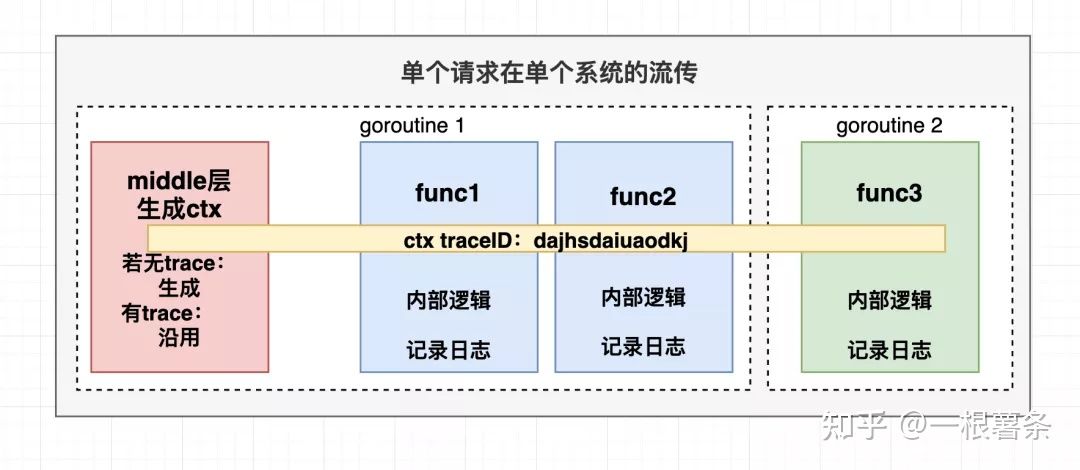 单个请求在单个系统的流传
goroutine 1
goroutine 2
middle层
生成ctx
func1
func2
func3
ctx traceID：dajhsdaiuaodkj
若无trace：
生成
有trace：
沿用
内部逻辑
记录日志
内部逻辑
记录日志
内部逻辑
记录日志
知乎 @一根薯条